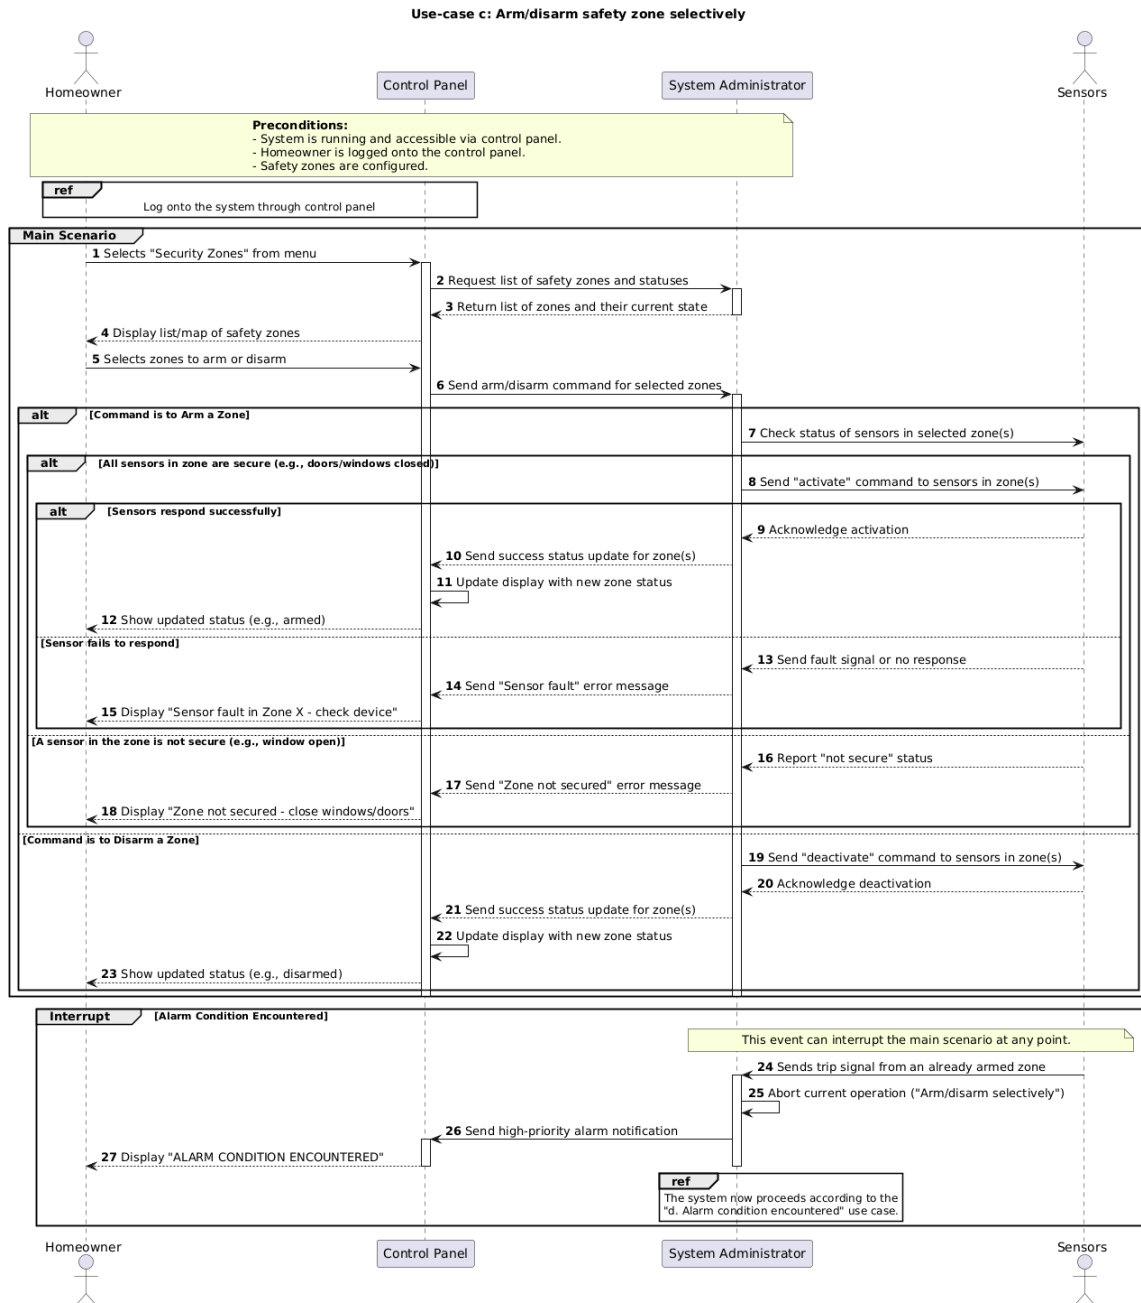 Use-case c: Arm/disarm safety zone selectively
Homeowner
Control Panel
System Administrator
Sensors
Preconditions:
- System is running and accessible via control panel.
- Homeowner is logged onto the control panel.
- Safety zones are configured.
ref
Log onto the system through control panel
Main Scenario
1 Selects "Security Zones" from menu
2 Request list of safety zones and statuses
3 Return list of zones and their current state
4 Display list/map of safety zones
5 Selects zones to arm or disarm
6 Send arm/disarm command for selected zones
alt [Command is to Arm a Zone]
7 Check status of sensors in selected zone(s)
alt [All sensors in zone are secure (e.g., doors/windows closed)]
8 Send "activate" command to sensors in zone(s)
alt [Sensors respond successfully]
9 Acknowledge activation
10 Send success status update for zone(s)
11 Update display with new zone status
12 Show updated status (e.g., armed)
[Sensor fails to respond]
13 Send fault signal or no response
14 Send "Sensor fault" error message
15 Display "Sensor fault in Zone X - check device"
[A sensor in the zone is not secure (e.g., window open)]
16 Report "not secure" status
17 Send "Zone not secured" error message
18 Display "Zone not secured - close windows/doors"
[Command is to Disarm a Zone]
19 Send "deactivate" command to sensors in zone(s)
20 Acknowledge deactivation
21 Send success status update for zone(s)
22 Update display with new zone status
23 Show updated status (e.g., disarmed)
Interrupt [Alarm Condition Encountered]
This event can interrupt the main scenario at any point.
24 Sends trip signal from an already armed zone
25 Abort current operation ("Arm/disarm selectively")
26 Send high-priority alarm notification
27 Display "ALARM CONDITION ENCOUNTERED"
ref
The system now proceeds according to the
"d. Alarm condition encountered" use case.
Homeowner
Control Panel
System Administrator
Sensors